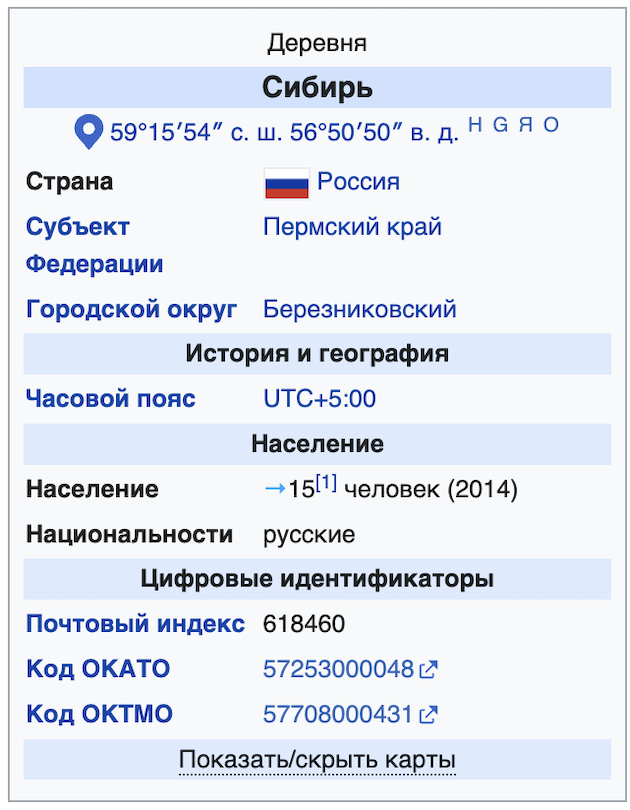 Деревня
Сибирь
59°15′54″ с. ш. 56°50′50″ в. д. H G Я O
Страна Россия
Субъект Федерации Пермский край
Городской округ Березниковский
История и география
Часовой пояс UTC+5:00
Население
Население →15[1] человек (2014)
Национальности русские
Цифровые идентификаторы
Почтовый индекс 618460
Код ОКАТО 57253000048
Код ОКТМО 57708000431
Показать/скрыть карты